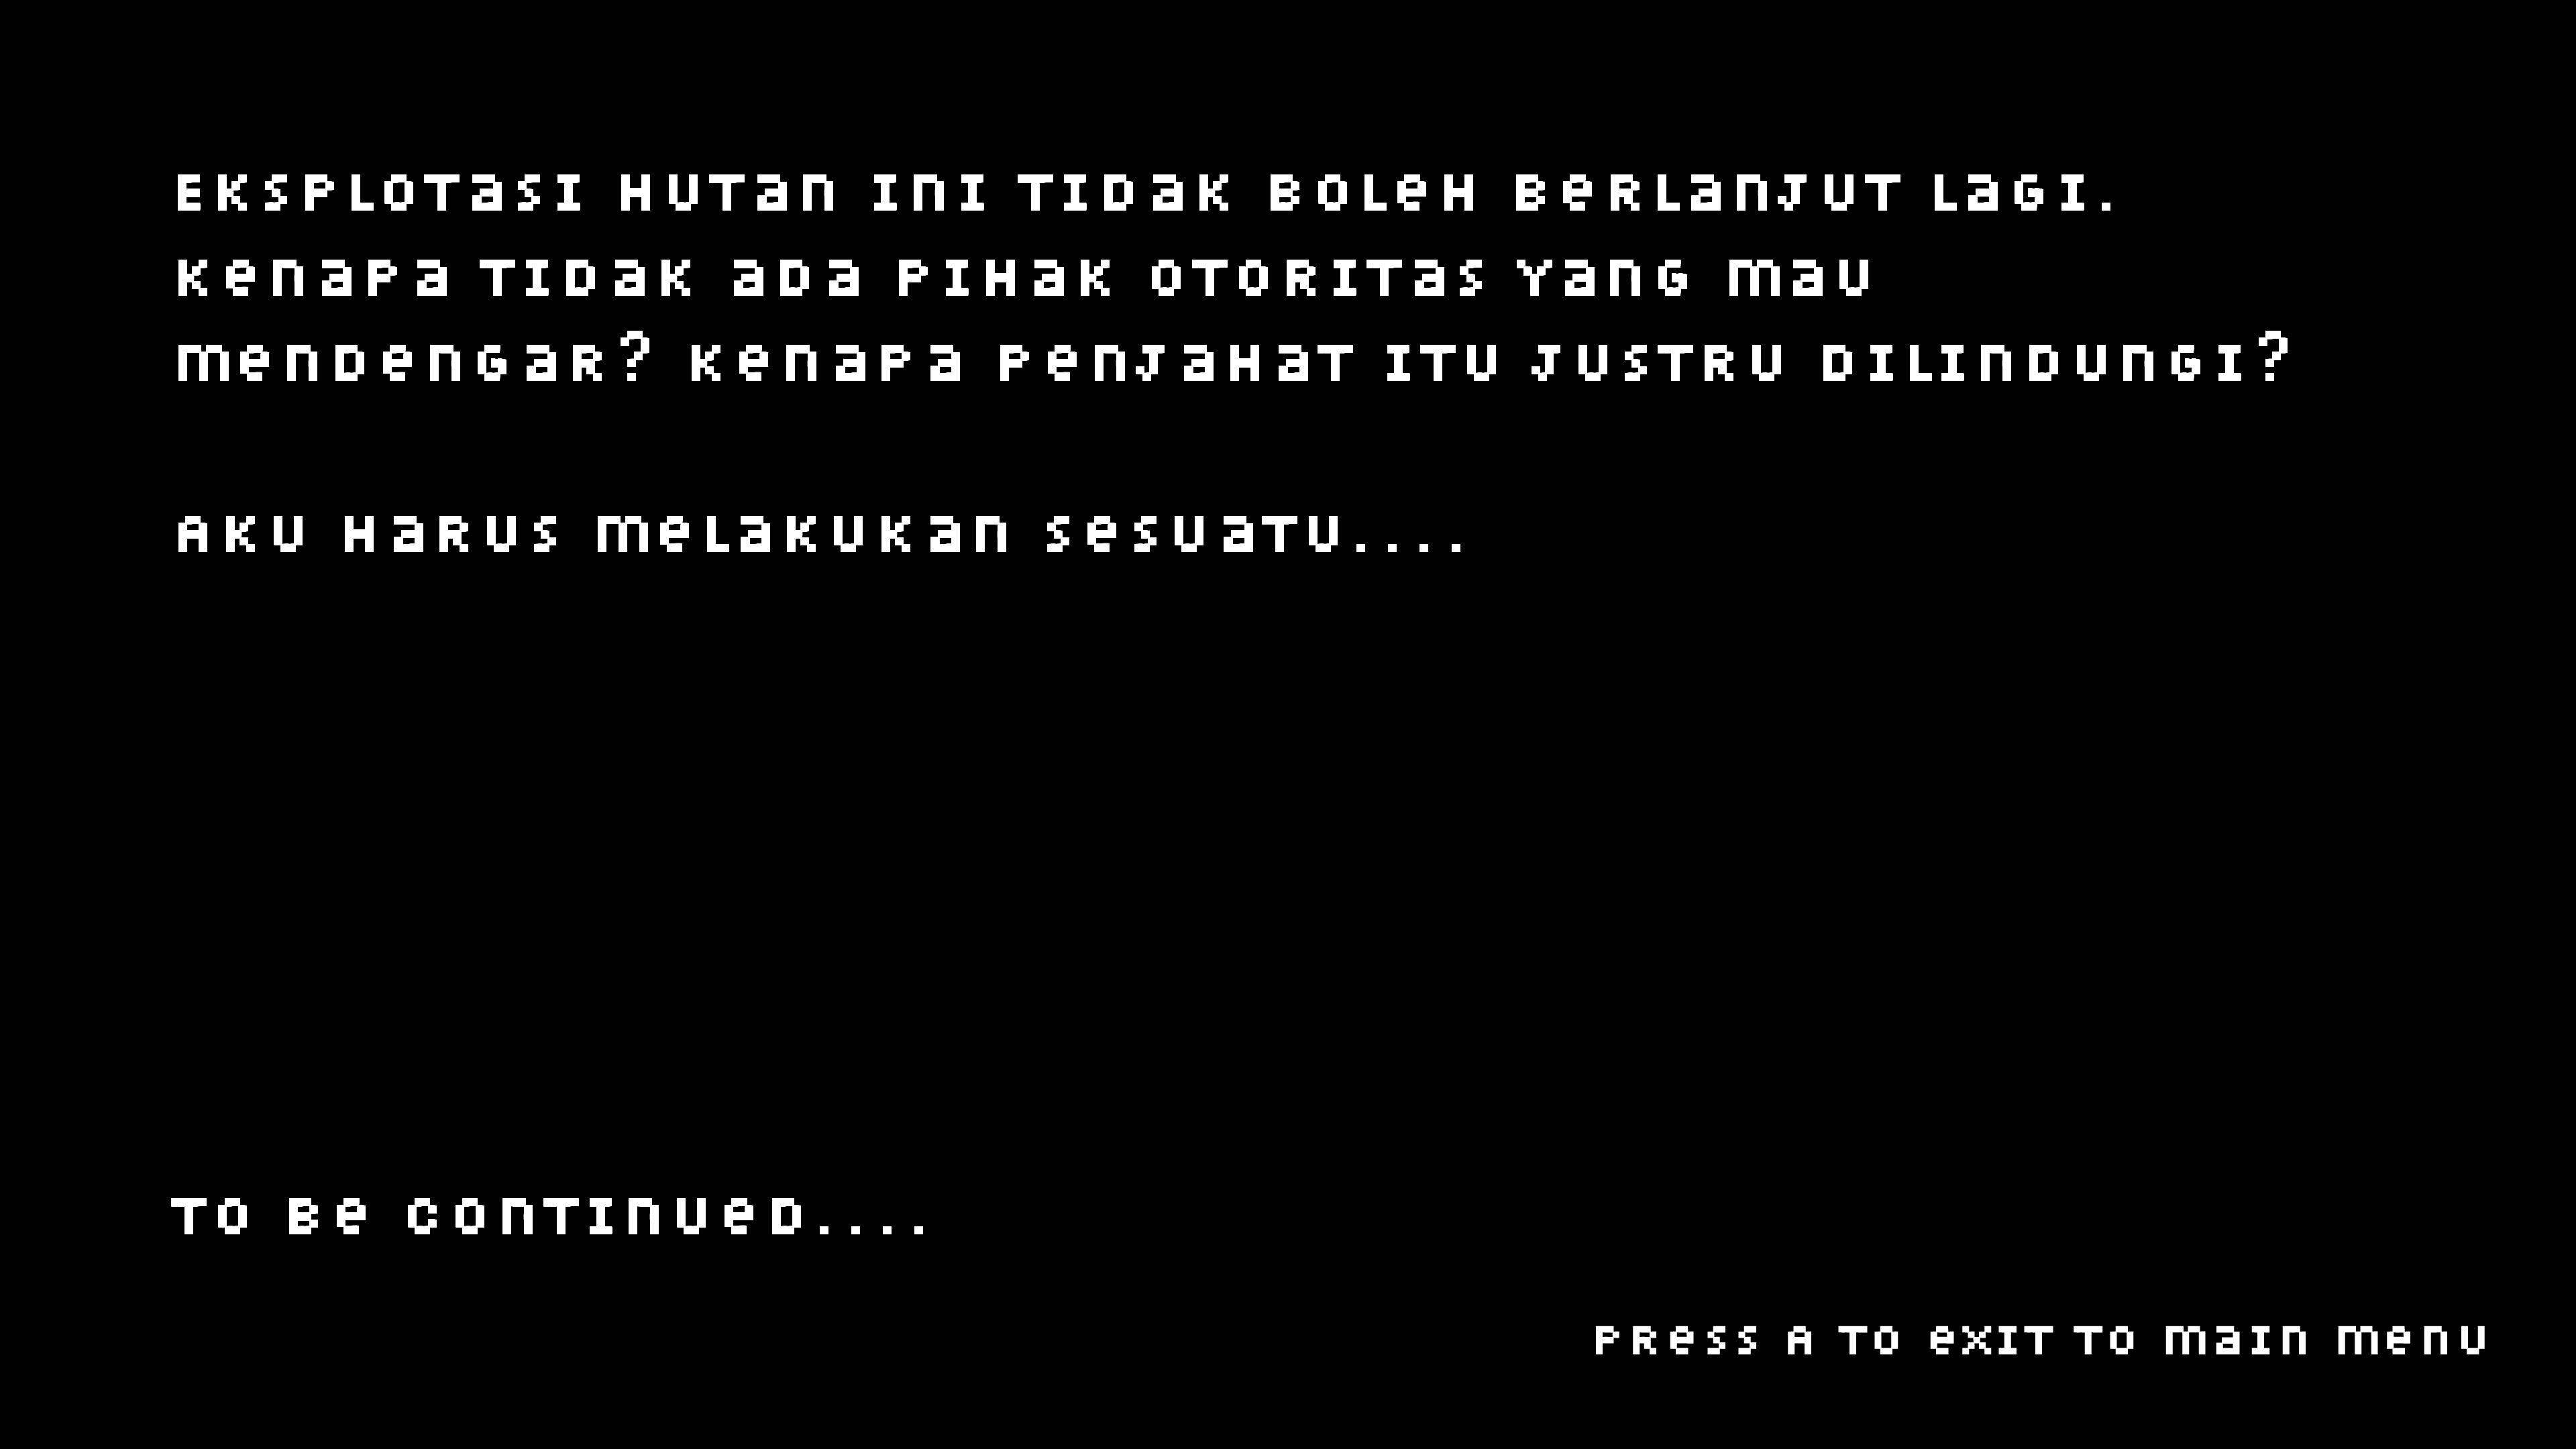 Eksplotasi hutan ini tidak boleh berlanjut lagi.
Kenapa tidak ada pihak otoritas yang mau
mendengar? Kenapa penjahat itu justru dilindungi?
Aku harus melakukan sesuatu....
To be continued....
Press A to exit to main menu